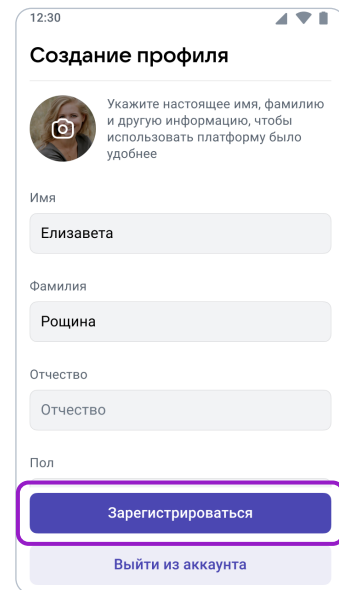 12:30
Создание профиля
Укажите настоящее имя, фамилию
и другую информацию, чтобы
использовать платформу было
удобнее
Имя
Елизавета
Фамилия
Рощина
Отчество
Отчество
Пол
Зарегистрироваться
Выйти из аккаунта